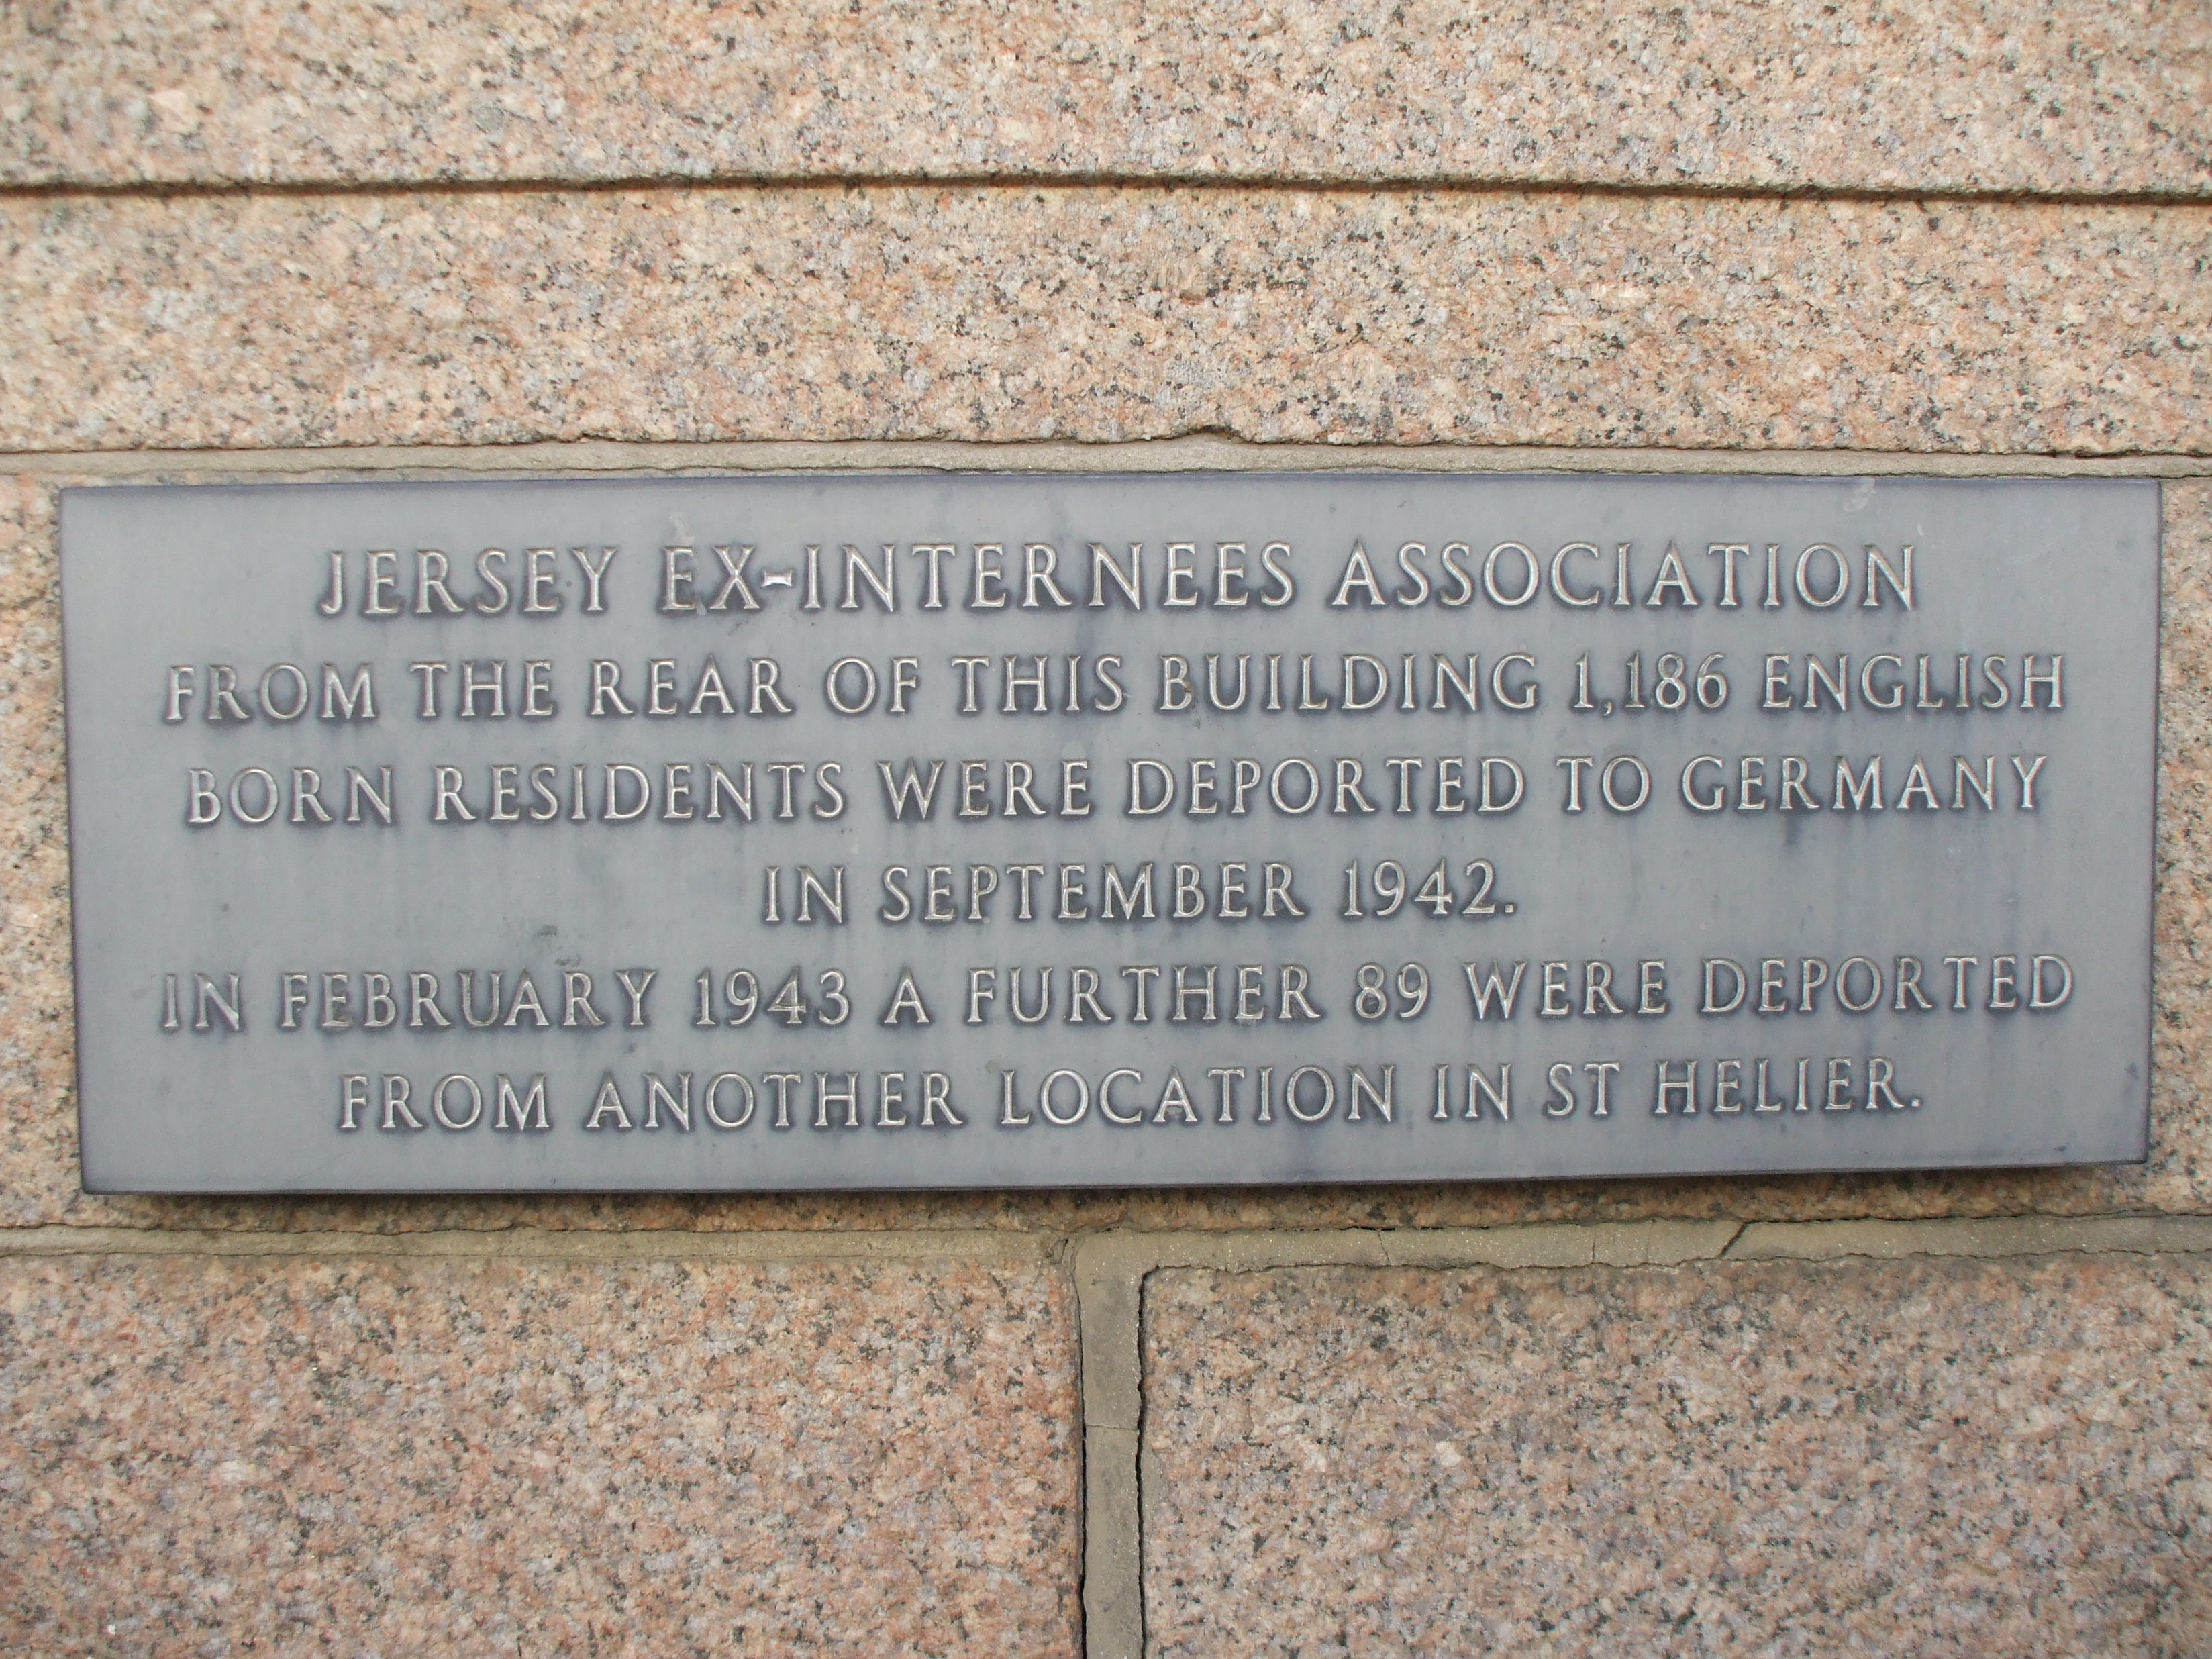 JERSEY EX-INTERNEES ASSOCIATION
FROM THE REAR OF THIS BUILDING 1,186 ENGLISH
BORN RESIDENTS WERE DEPORTED TO GERMANY
IN SEPTEMBER 1942.
IN FEBRUARY 1943 A FURTHER 89 WERE DEPORTED
FROM ANOTHER LOCATION IN ST HELIER.